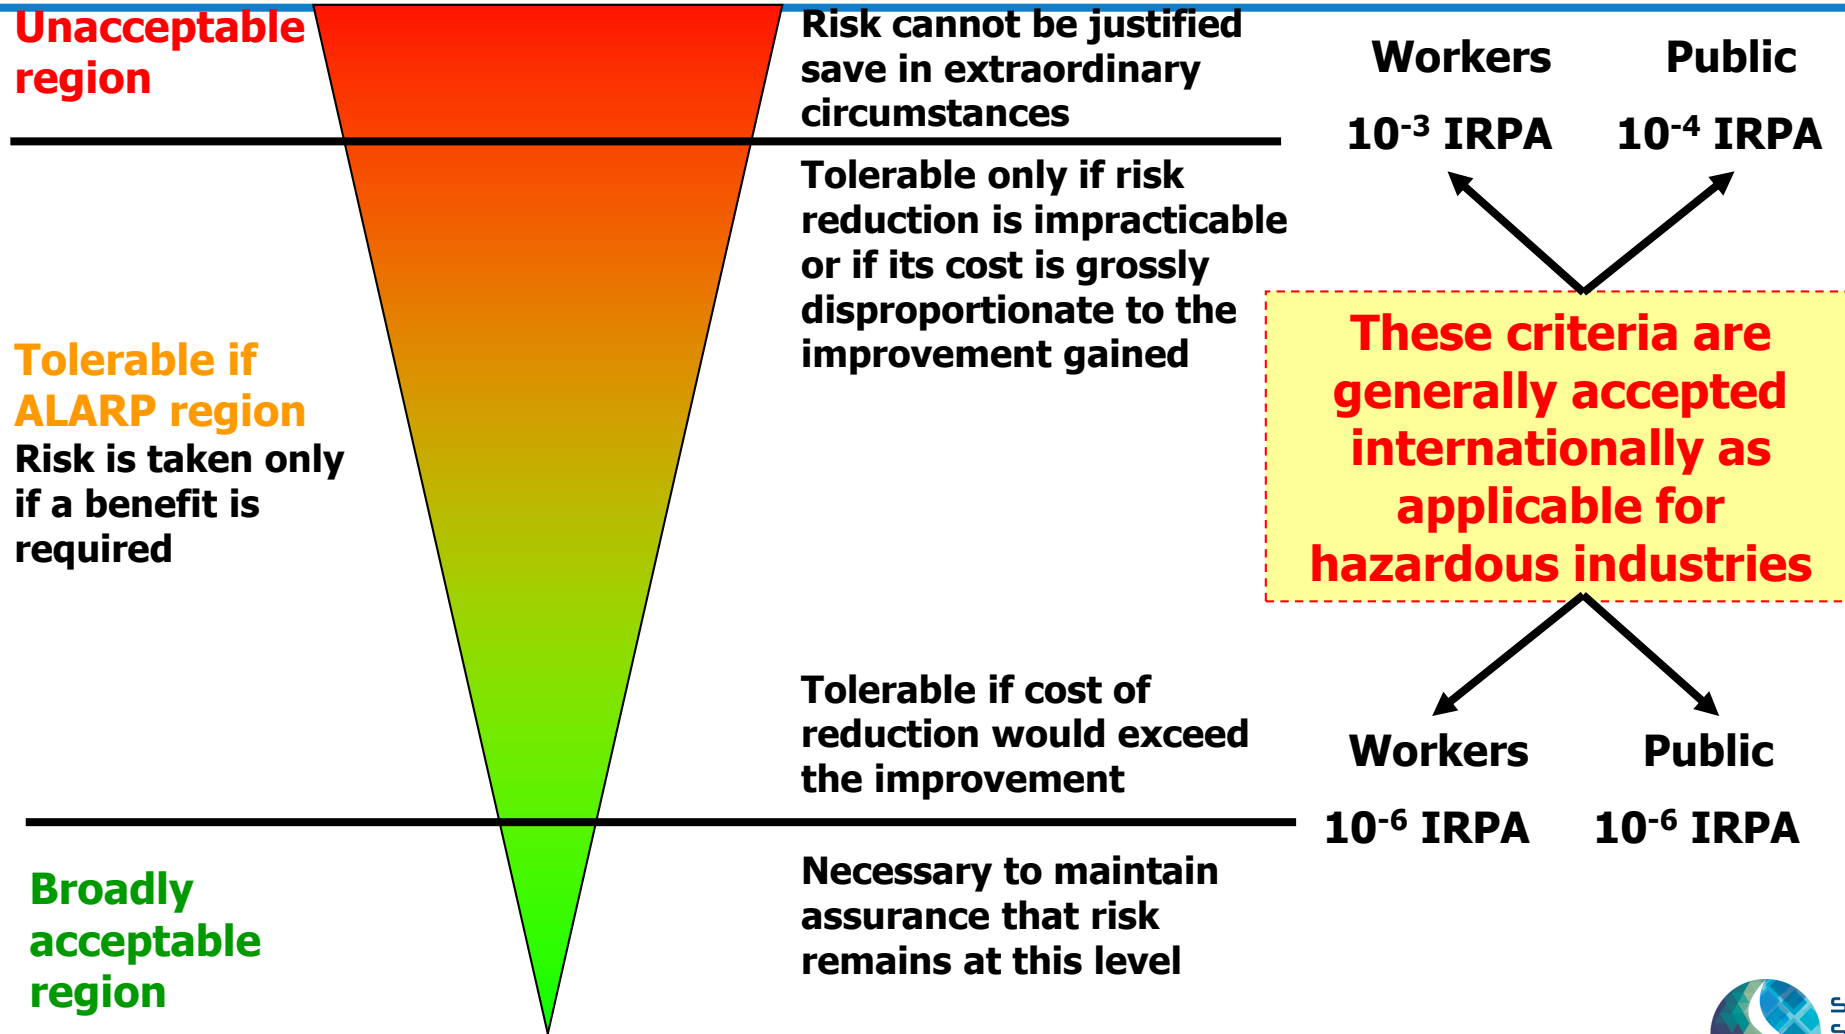 Unacceptable
region
Risk cannot be justified
save in extraordinary
circumstances
Workers
Public
10⁻³ IRPA
10⁻⁴ IRPA
Tolerable only if risk
reduction is impracticable
or if its cost is grossly
disproportionate to the
improvement gained
Tolerable if
ALARP region
Risk is taken only
if a benefit is
required
These criteria are
generally accepted
internationally as
applicable for
hazardous industries
Tolerable if cost of
reduction would exceed
the improvement
Workers
Public
10⁻⁶ IRPA
10⁻⁶ IRPA
Broadly
acceptable
region
Necessary to maintain
assurance that risk
remains at this level